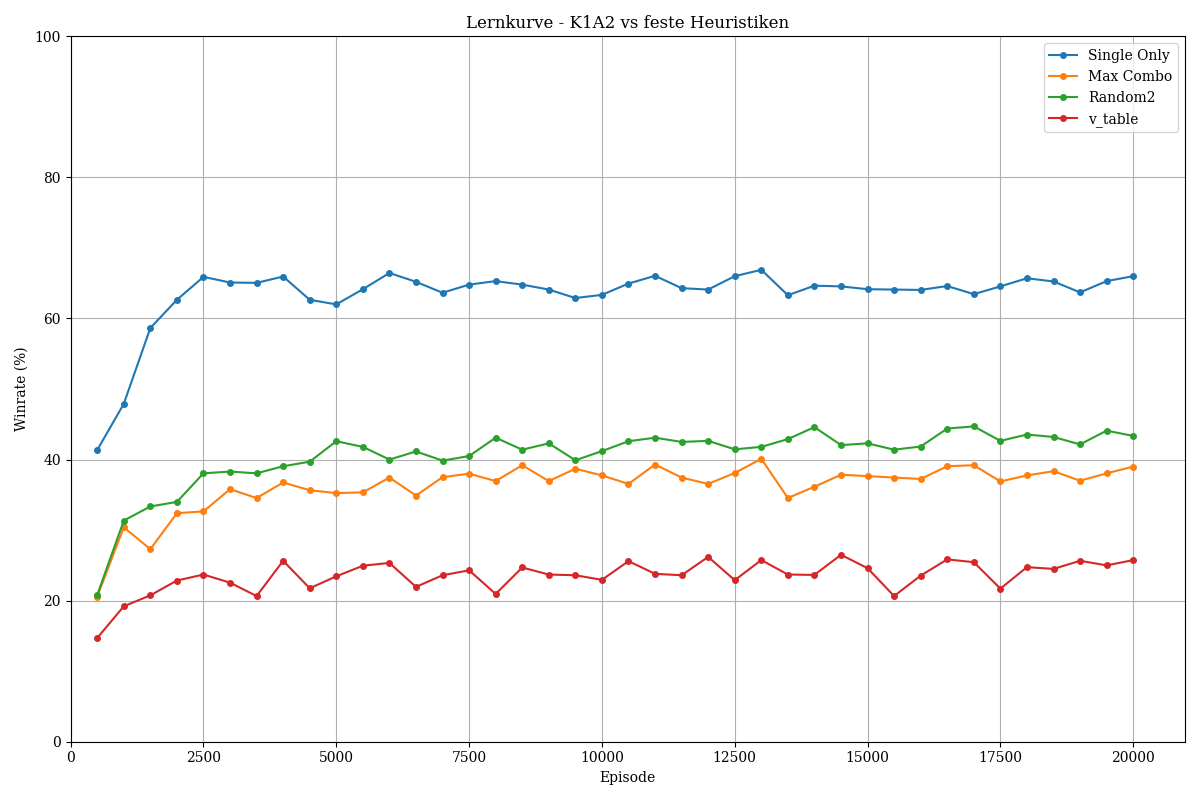 Lernkurve - K1A2 vs feste Heuristiken
100
80
60
40
20
0
Winrate (%)
Single Only
Max Combo
Random2
v_table
0 2500 5000 7500 10000 12500 15000 17500 20000
Episode